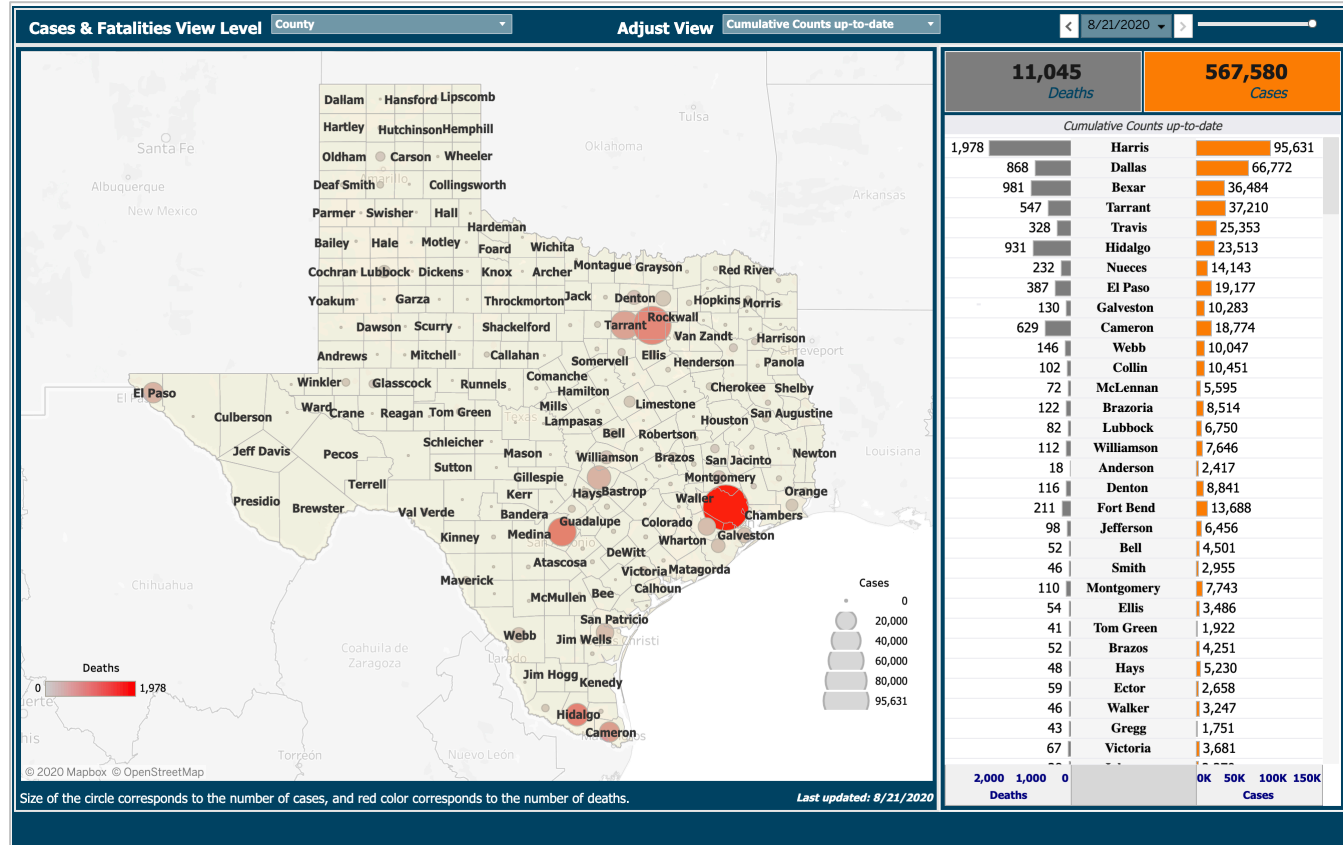 Cases & Fatalities View Level County Adjust View Cumulative Counts up-to-date < 8/21/2020 >
11,045 567,580
Deaths Cases
Cumulative Counts up-to-date
1,978 Harris 95,631
868 Dallas 66,772
981 Bexar 36,484
547 Tarrant 37,210
328 Travis 25,353
931 Hidalgo 23,513
232 Nueces 14,143
387 El Paso 19,177
130 Galveston 10,283
629 Cameron 18,774
146 Webb 10,047
102 Collin 10,451
72 McLennan 5,595
122 Brazoria 8,514
82 Lubbock 6,750
112 Williamson 7,646
18 Anderson 2,417
116 Denton 8,841
211 Fort Bend 13,688
98 Jefferson 6,456
52 Bell 4,501
46 Smith 2,955
110 Montgomery 7,743
54 Ellis 3,486
41 Tom Green 1,922
52 Brazos 4,251
48 Hays 5,230
59 Ector 2,658
46 Walker 3,247
43 Gregg 1,751
67 Victoria 3,681
2,000 1,000 0 0K 50K 100K 150K
Deaths Cases
Dallam Hansford Lipscomb
Hartley Hutchinson Hemphill
Tulsa
Santa Fe
Oklahoma
Oldham Carson Wheeler
Amarillo
Albuquerque
Deaf Smith Collingsworth
Arkansas
New Mexico
Parmer Swisher Hall
Hardeman
Bailey Hale Motley Foard Wichita
Cochran Lubbock Dickens Knox Archer Montague Grayson Red River
Yoakum Garza Throckmorton Jack Denton Hopkins Morris
Dawson Scurry Shackelford Tarrant Rockwall
Van Zandt Harrison
Shreveport
Andrews Mitchell Callahan Somervell Ellis Henderson Panola
Winkler Glasscock Runnels Comanche Cherokee Shelby
El Paso
Hamilton
Ward Crane Reagan Tom Green Mills Limestone San Augustine
Culberson
Texas
Lampasas Houston
Schleicher Bell Robertson
Jeff Davis Pecos Mason Williamson Brazos San Jacinto Newton
Louisiana
Sutton
Terrell Gillespie Montgomery
Presidio Brewster Kerr Hays Bastrop Waller Orange
Val Verde Bandera Guadalupe Colorado Chambers
Kinney Medina Wharton Galveston
San Antonio
DeWitt
Atascosa
Maverick Victoria Matagorda
Chihuahua
McMullen Bee Calhoun
San Patricio
Webb Jim Wells
Coahuila de
Zaragoza
Laredo
Jim Hogg Kenedy
Hidalgo
Cameron
Torreón
Nuevo León
Cases
0
20,000
40,000
60,000
80,000
95,631
Deaths
0 1,978
© 2020 Mapbox © OpenStreetMap
Size of the circle corresponds to the number of cases, and red color corresponds to the number of deaths. Last updated: 8/21/2020